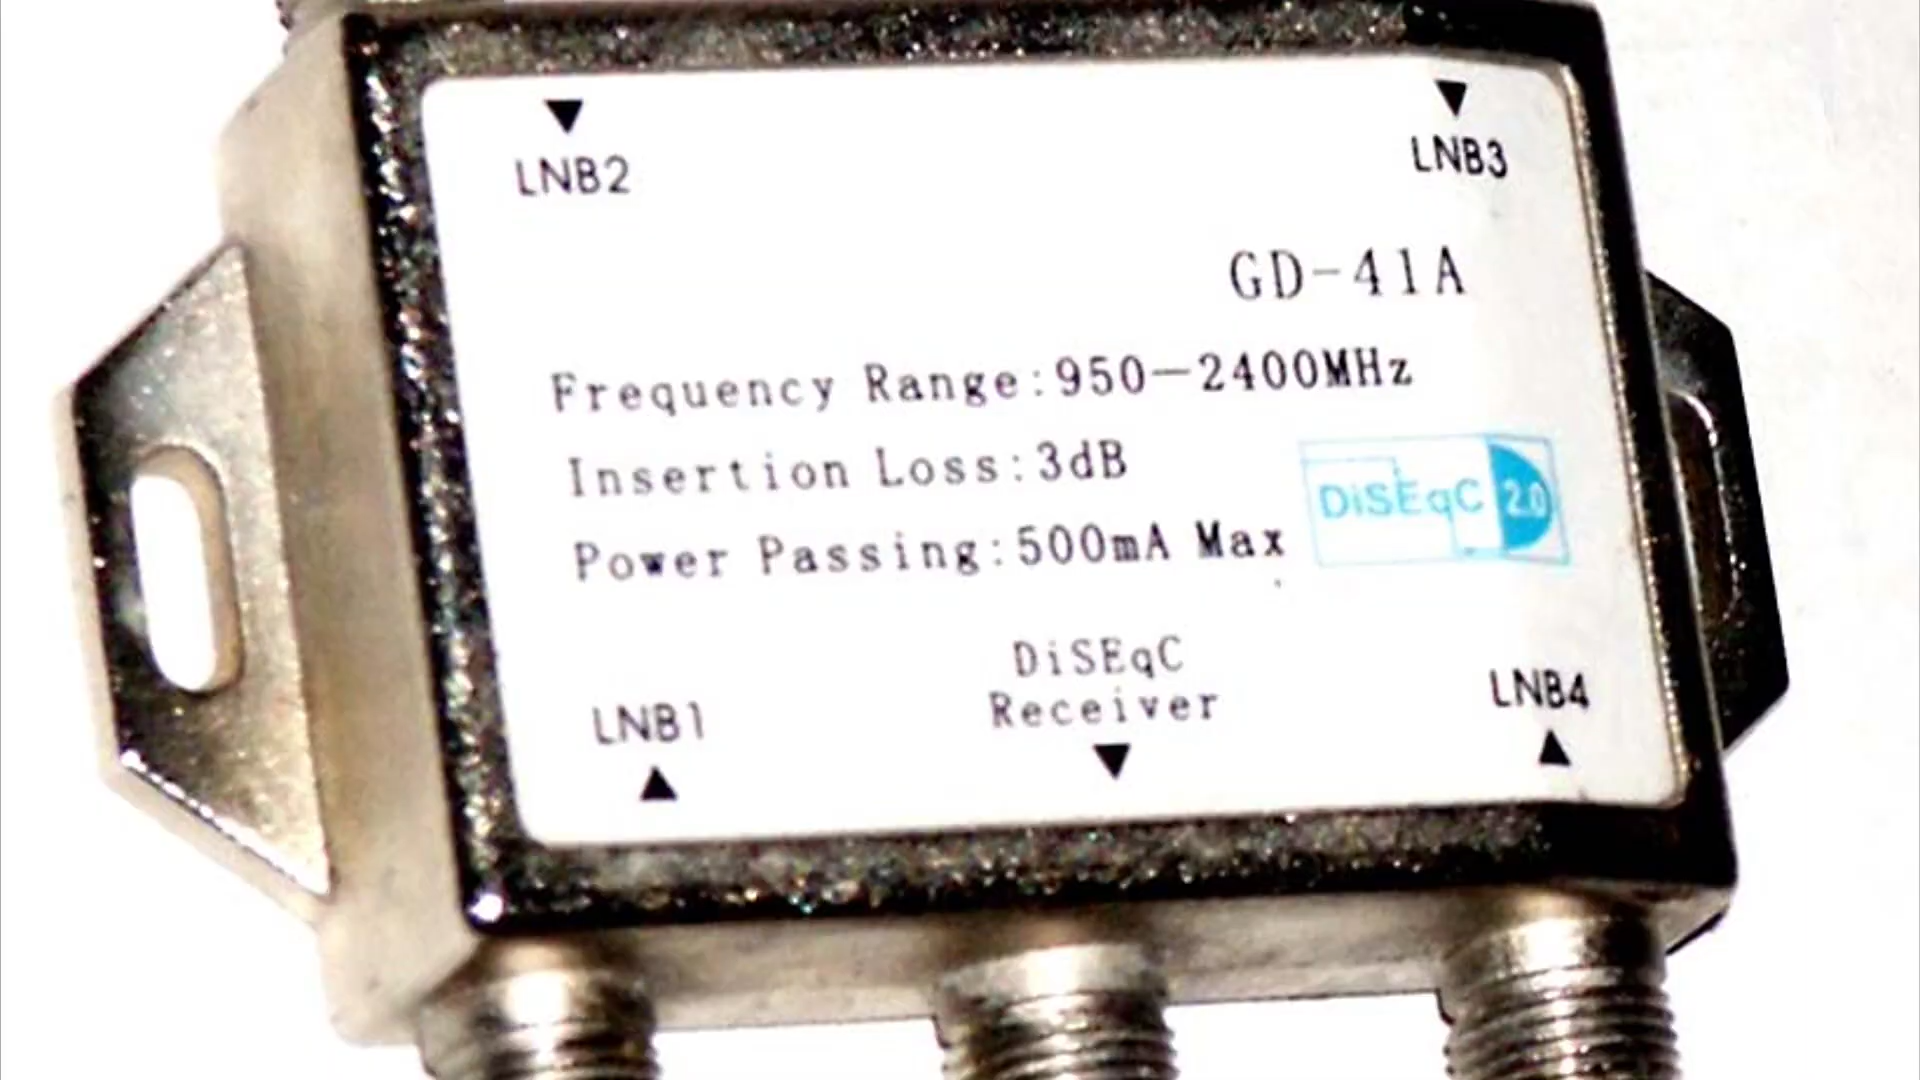 LNB2 LNB3
GD-41A
Frequency Range:950-2400MHz
Insertion Loss:3dB
DiSEqC 2.0
Power Passing:500mA Max
DiSEqC
Receiver
LNB1 LNB4